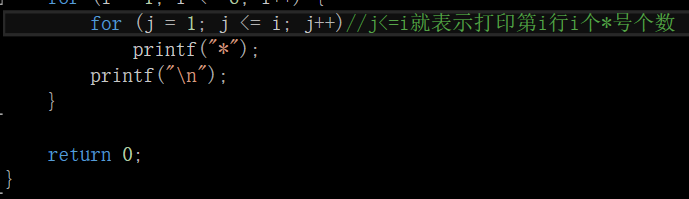 for (j = 1; j <= i; j++)//j<=i就表示打印第i行i个*号个数
printf("*");
printf("\n");
}
return 0;
}